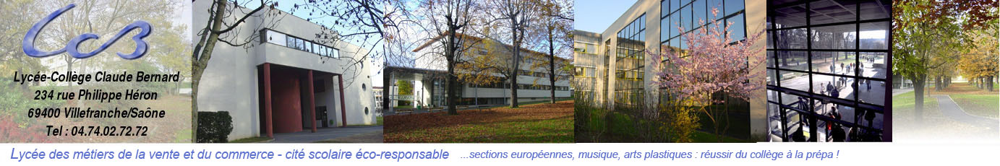 LCB
Lycée-Collège Claude Bernard
234 rue Philippe Héron
69400 Villefranche/Saône
Tel : 04.74.02.72.72
Lycée des métiers de la vente et du commerce - cité scolaire éco-responsable ...sections européennes, musique, arts plastiques : réussir du collège à la prépa !